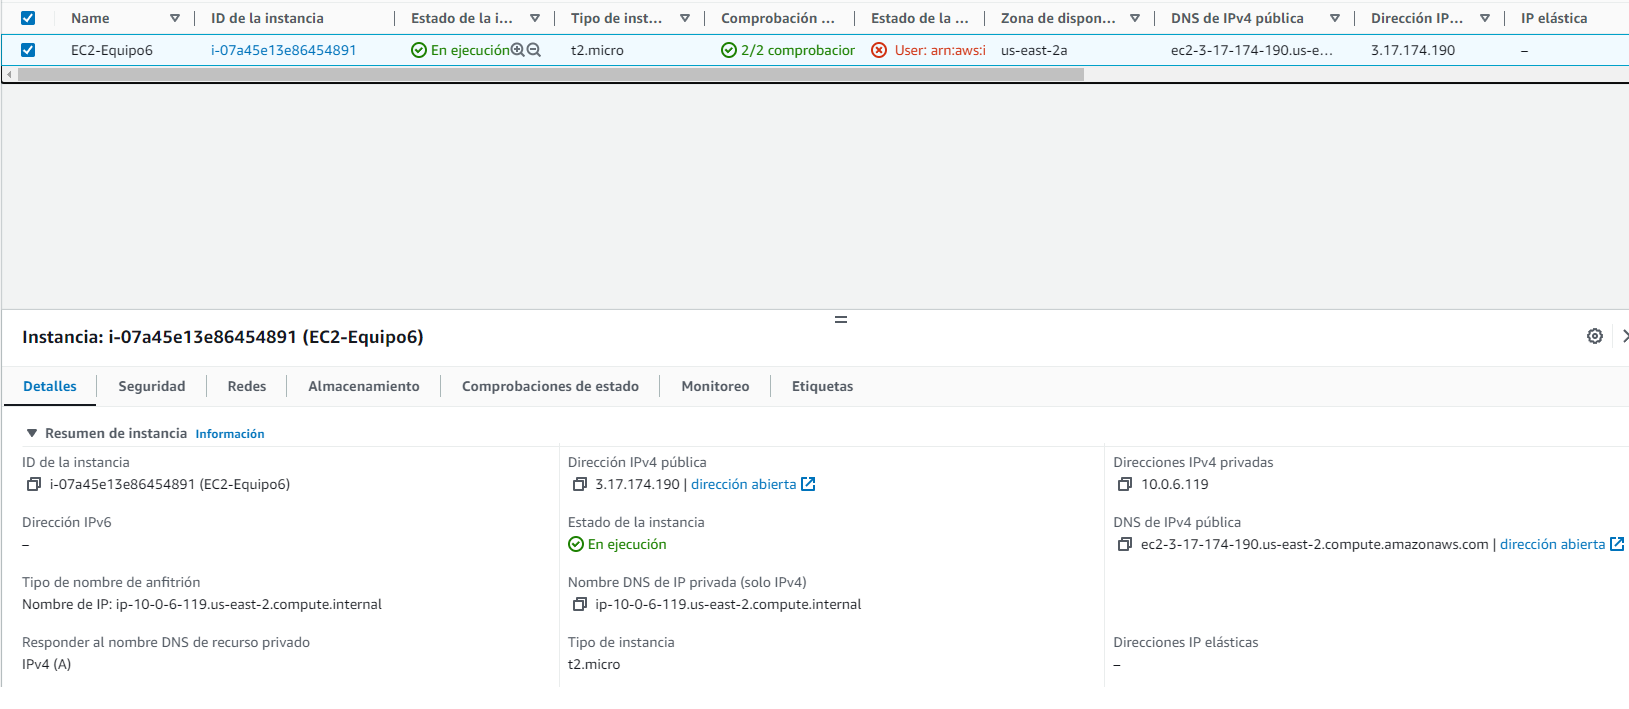 Name ID de la instancia Estado de la i... Tipo de inst... Comprobación ... Estado de la ... Zona de dispon... DNS de IPv4 pública Dirección IP... IP elástica
EC2-Equipo6 i-07a45e13e86454891 En ejecución t2.micro 2/2 comprobacior User: arn:aws:i us-east-2a ec2-3-17-174-190.us-e... 3.17.174.190 –
Instancia: i-07a45e13e86454891 (EC2-Equipo6)
Detalles Seguridad Redes Almacenamiento Comprobaciones de estado Monitoreo Etiquetas
Resumen de instancia Información
ID de la instancia Dirección IPv4 pública Direcciones IPv4 privadas
i-07a45e13e86454891 (EC2-Equipo6) 3.17.174.190 | dirección abierta 10.0.6.119
Dirección IPv6 Estado de la instancia DNS de IPv4 pública
– En ejecución ec2-3-17-174-190.us-east-2.compute.amazonaws.com | dirección abierta
Tipo de nombre de anfitrión Nombre DNS de IP privada (solo IPv4)
Nombre de IP: ip-10-0-6-119.us-east-2.compute.internal ip-10-0-6-119.us-east-2.compute.internal
Responder al nombre DNS de recurso privado Tipo de instancia Direcciones IP elásticas
IPv4 (A) t2.micro –